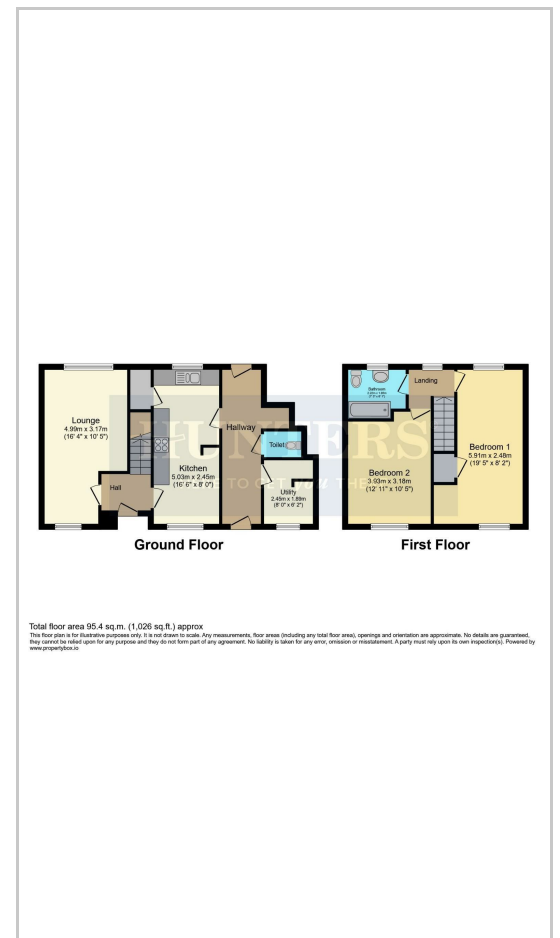 Lounge
4.99m x 3.17m
(16' 4" x 10' 5")
Hall
Kitchen
5.03m x 2.45m
(16' 6" x 8' 0")
Hallway
Toilet
Utility
2.45m x 1.89m
(8' 0" x 6' 2")
Ground Floor
Bathroom
Landing
Bedroom 1
5.91m x 2.48m
(19' 5" x 8' 2")
Bedroom 2
3.93m x 3.18m
(12' 11" x 10' 5")
First Floor
HUNTERS
HERE TO GET you THERE
Total floor area 95.4 sq.m. (1,026 sq.ft.) approx
This floor plan is for illustrative purposes only. It is not drawn to scale. Any measurements, floor areas (including any total floor area), openings and orientation are approximate. No details are guaranteed,
they cannot be relied upon for any purpose and they do not form part of any agreement. No liability is taken for any error, omission or misstatement. A party must rely upon its own inspection(s). Powered by
www.propertybox.io